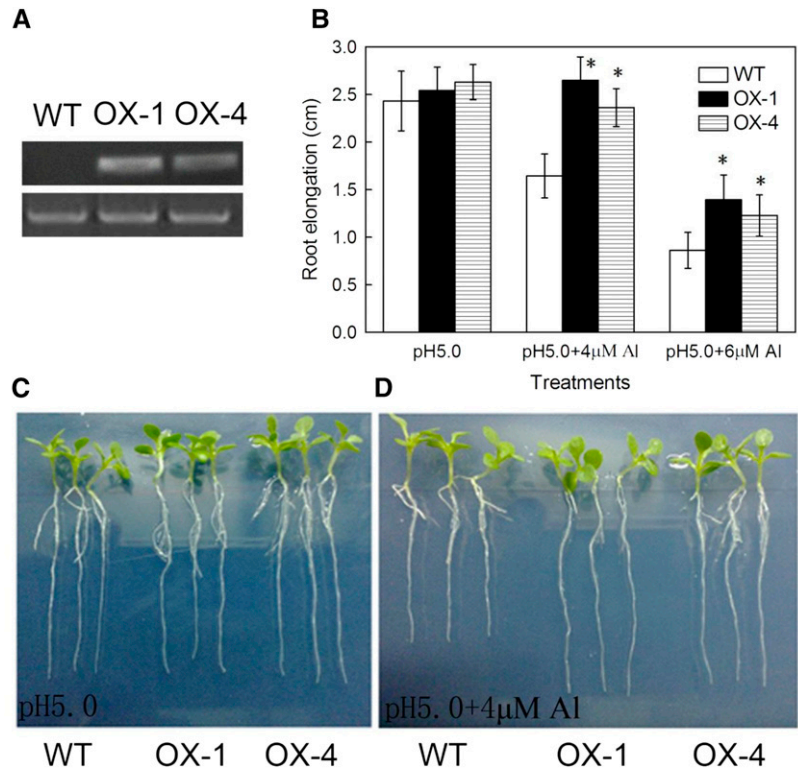 A
WT OX-1 OX-4
B
Root elongation (cm)
3.0
2.5
2.0
1.5
1.0
0.5
0.0
* *
* *
WT
OX-1
OX-4
pH5.0 pH5.0+4μM Al pH5.0+6μM Al
Treatments
C
pH5.0
WT OX-1 OX-4
D
pH5.0+4μM Al
WT OX-1 OX-4